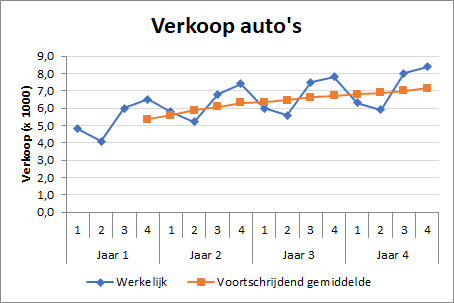 Verkoop auto's
Verkoop (x 1000)
9,0
8,0
7,0
6,0
5,0
4,0
3,0
2,0
1,0
0,0
1 2 3 4 1 2 3 4 1 2 3 4 1 2 3 4
Jaar 1 Jaar 2 Jaar 3 Jaar 4
Werkelijk Voortschrijdend gemiddelde